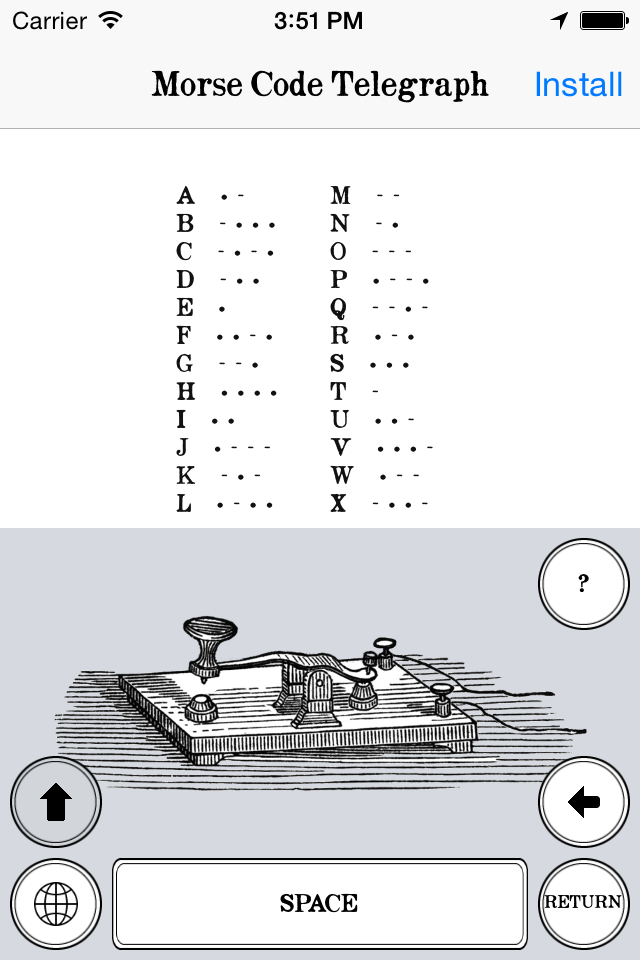 Carrier 3:51 PM
Morse Code Telegraph Install
A •- M --
B -••• N -•
C -•-• O ---
D -•• P •--•
E • Q --•-
F ••-• R •-•
G --• S •••
H •••• T -
I •• U ••-
J •--- V •••-
K -•- W •--
L •-•• X -••-
?
SPACE RETURN